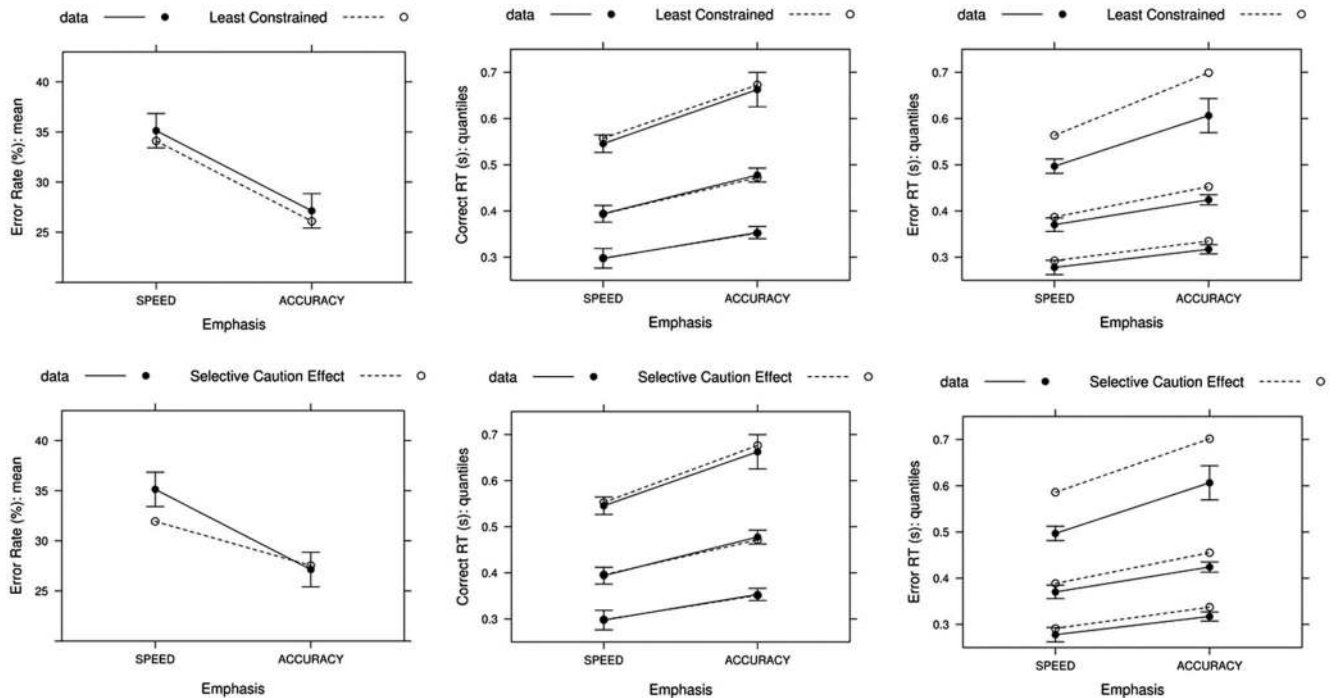 data Least Constrained
Error Rate (%): mean
40
35
30
25
SPEED ACCURACY
Emphasis
data Least Constrained
Correct RT (s): quantiles
0.7
0.6
0.5
0.4
0.3
SPEED ACCURACY
Emphasis
data Least Constrained
Error RT (s): quantiles
0.7
0.6
0.5
0.4
0.3
SPEED ACCURACY
Emphasis
data Selective Caution Effect
Error Rate (%): mean
40
35
30
25
SPEED ACCURACY
Emphasis
data Selective Caution Effect
Correct RT (s): quantiles
0.7
0.6
0.5
0.4
0.3
SPEED ACCURACY
Emphasis
data Selective Caution Effect
Error RT (s): quantiles
0.7
0.6
0.5
0.4
0.3
SPEED ACCURACY
Emphasis